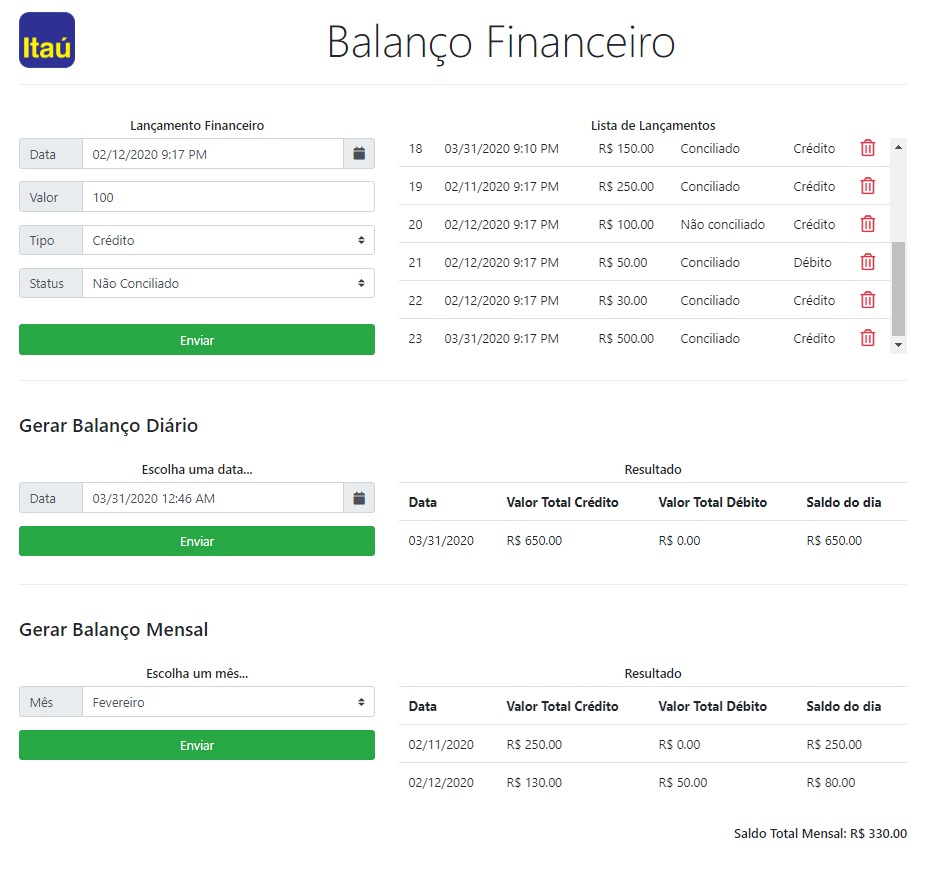 Itaú
Balanço Financeiro
Lançamento Financeiro
Data 02/12/2020 9:17 PM
Valor 100
Tipo Crédito
Status Não Conciliado
Enviar
Lista de Lançamentos
18 03/31/2020 9:10 PM R$ 150.00 Conciliado Crédito
19 02/11/2020 9:17 PM R$ 250.00 Conciliado Crédito
20 02/12/2020 9:17 PM R$ 100.00 Não conciliado Crédito
21 02/12/2020 9:17 PM R$ 50.00 Conciliado Débito
22 02/12/2020 9:17 PM R$ 30.00 Conciliado Crédito
23 03/31/2020 9:17 PM R$ 500.00 Conciliado Crédito
Gerar Balanço Diário
Escolha uma data...
Data 03/31/2020 12:46 AM
Enviar
Resultado
Data Valor Total Crédito Valor Total Débito Saldo do dia
03/31/2020 R$ 650.00 R$ 0.00 R$ 650.00
Gerar Balanço Mensal
Escolha um mês...
Mês Fevereiro
Enviar
Resultado
Data Valor Total Crédito Valor Total Débito Saldo do dia
02/11/2020 R$ 250.00 R$ 0.00 R$ 250.00
02/12/2020 R$ 130.00 R$ 50.00 R$ 80.00
Saldo Total Mensal: R$ 330.00